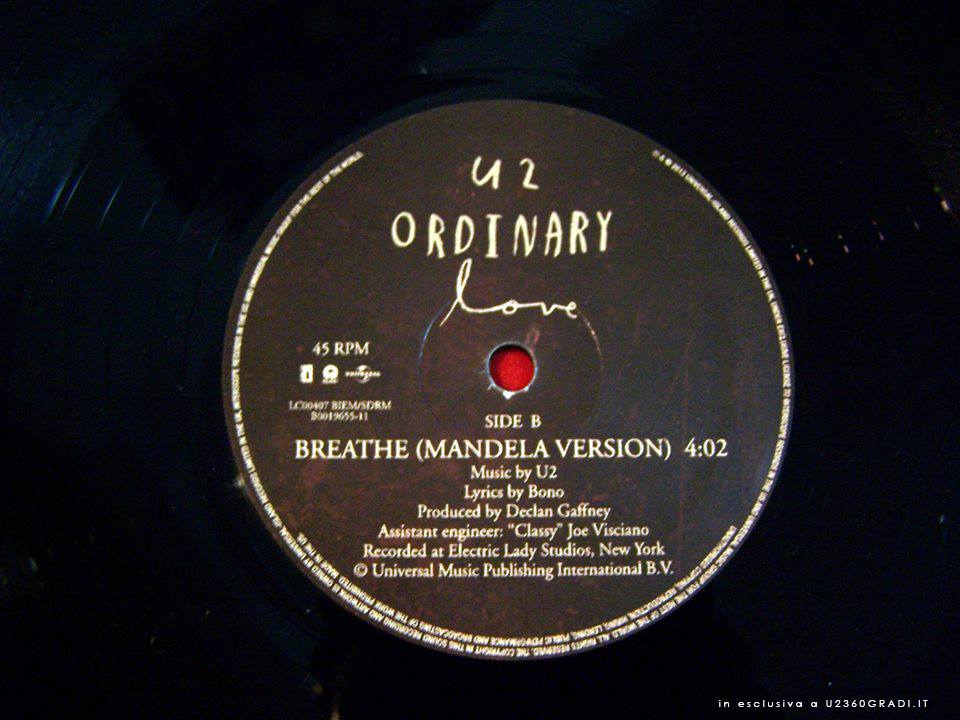 U2
ORDINARY
love
45 RPM
UNIVERSAL
LC00407 BIEM/SDRM
B0019655-11
SIDE B
BREATHE (MANDELA VERSION) 4:02
Music by U2
Lyrics by Bono
Produced by Declan Gaffney
Assistant engineer: "Classy" Joe Visciano
Recorded at Electric Lady Studios, New York
© Universal Music Publishing International B.V.
in esclusiva a U2360GRADI.IT